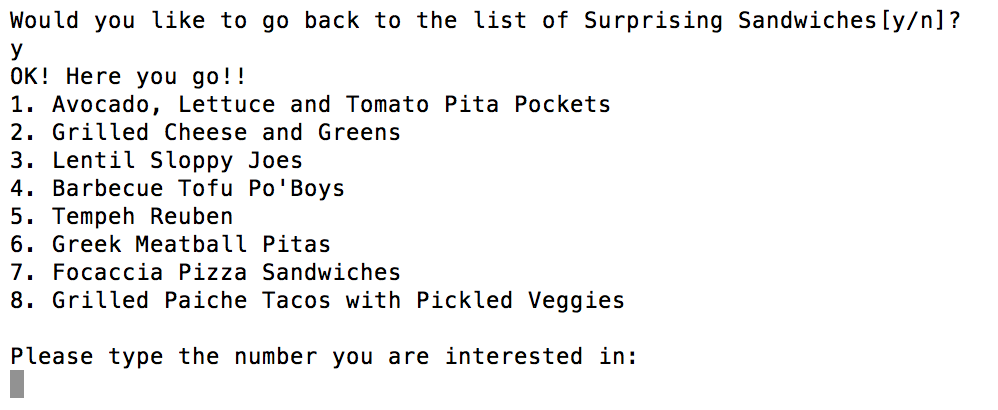 Would you like to go back to the list of Surprising Sandwiches[y/n]?
y
OK! Here you go!!
1. Avocado, Lettuce and Tomato Pita Pockets
2. Grilled Cheese and Greens
3. Lentil Sloppy Joes
4. Barbecue Tofu Po'Boys
5. Tempeh Reuben
6. Greek Meatball Pitas
7. Focaccia Pizza Sandwiches
8. Grilled Paiche Tacos with Pickled Veggies
Please type the number you are interested in: